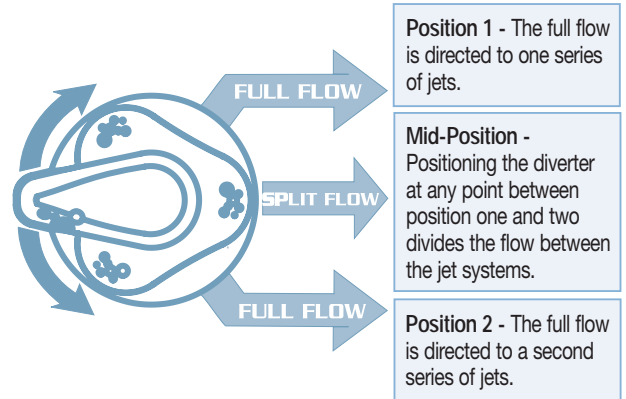 FULL FLOW
Position 1 - The full flow
is directed to one series
of jets.
SPLIT FLOW
Mid-Position -
Positioning the diverter
at any point between
position one and two
divides the flow between
the jet systems.
FULL FLOW
Position 2 - The full flow
is directed to a second
series of jets.